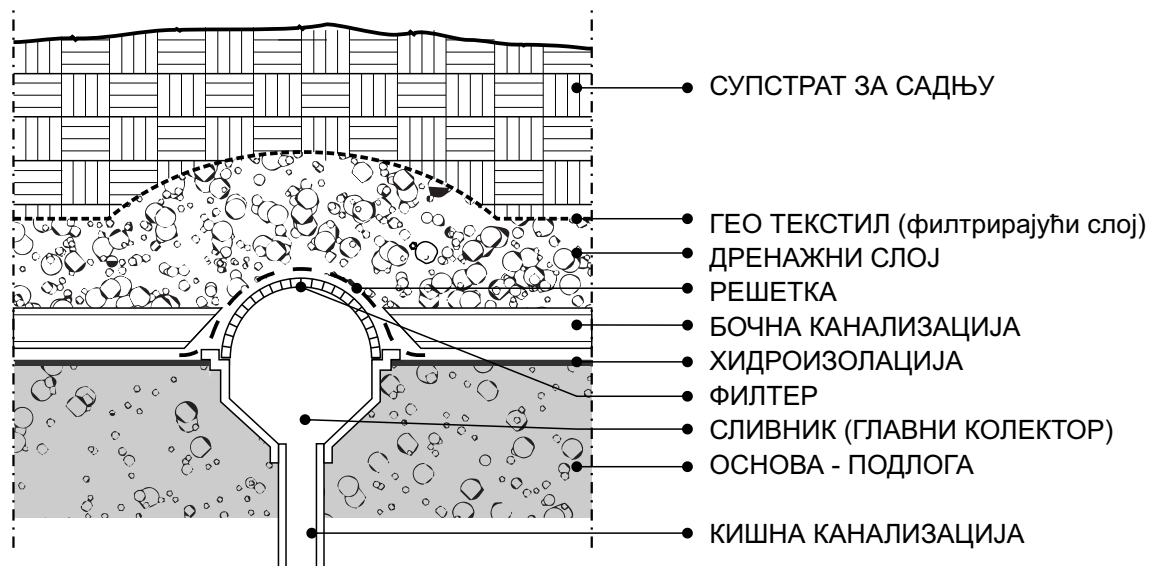 СУПСТРАТ ЗА САДЊУ
ГЕО ТЕКСТИЛ (филтрирајући слој)
ДРЕНАЖНИ СЛОЈ
РЕШЕТКА
БОЧНА КАНАЛИЗАЦИЈА
ХИДРОИЗОЛАЦИЈА
ФИЛТЕР
СЛИВНИК (ГЛАВНИ КОЛЕКТОР)
ОСНОВА - ПОДЛОГА
КИШНА КАНАЛИЗАЦИЈА